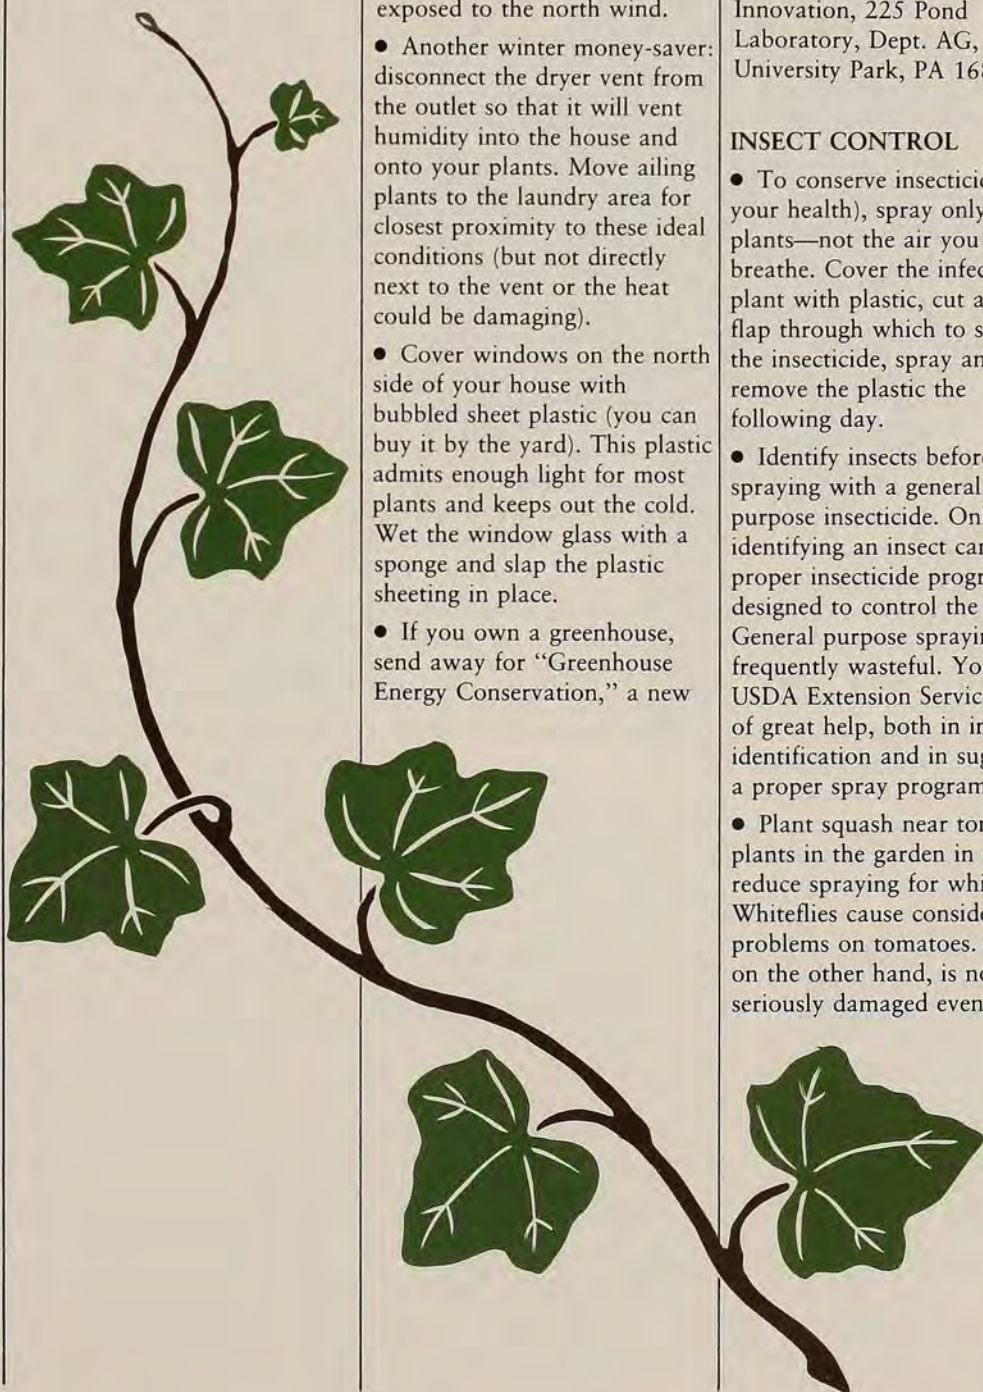 exposed to the north wind.
• Another winter money-saver:
disconnect the dryer vent from
the outlet so that it will vent
humidity into the house and
onto your plants. Move ailing
plants to the laundry area for
closest proximity to these ideal
conditions (but not directly
next to the vent or the heat
could be damaging).
• Cover windows on the north
side of your house with
bubbled sheet plastic (you can
buy it by the yard). This plastic
admits enough light for most
plants and keeps out the cold.
Wet the window glass with a
sponge and slap the plastic
sheeting in place.
• If you own a greenhouse,
send away for “Greenhouse
Energy Conservation,” a new
Innovation, 225 Pond
Laboratory, Dept. AG,
University Park, PA
INSECT CONTROL
• To conserve
your health), spray only
plants—not the air you
breathe. Cover the
plant with plastic, cut a
flap through which to
the insecticide, spray
remove the plastic the
following day.
• Identify insects
spraying with a general
purpose insecticide.
identifying an insect
proper insecticide
designed to control the
General purpose
frequently wasteful.
USDA Extension
of great help, both in
identification and in
a proper spray
• Plant squash near
plants in the garden in
reduce spraying for
Whiteflies cause
problems on tomatoes.
on the other hand, is
seriously damaged